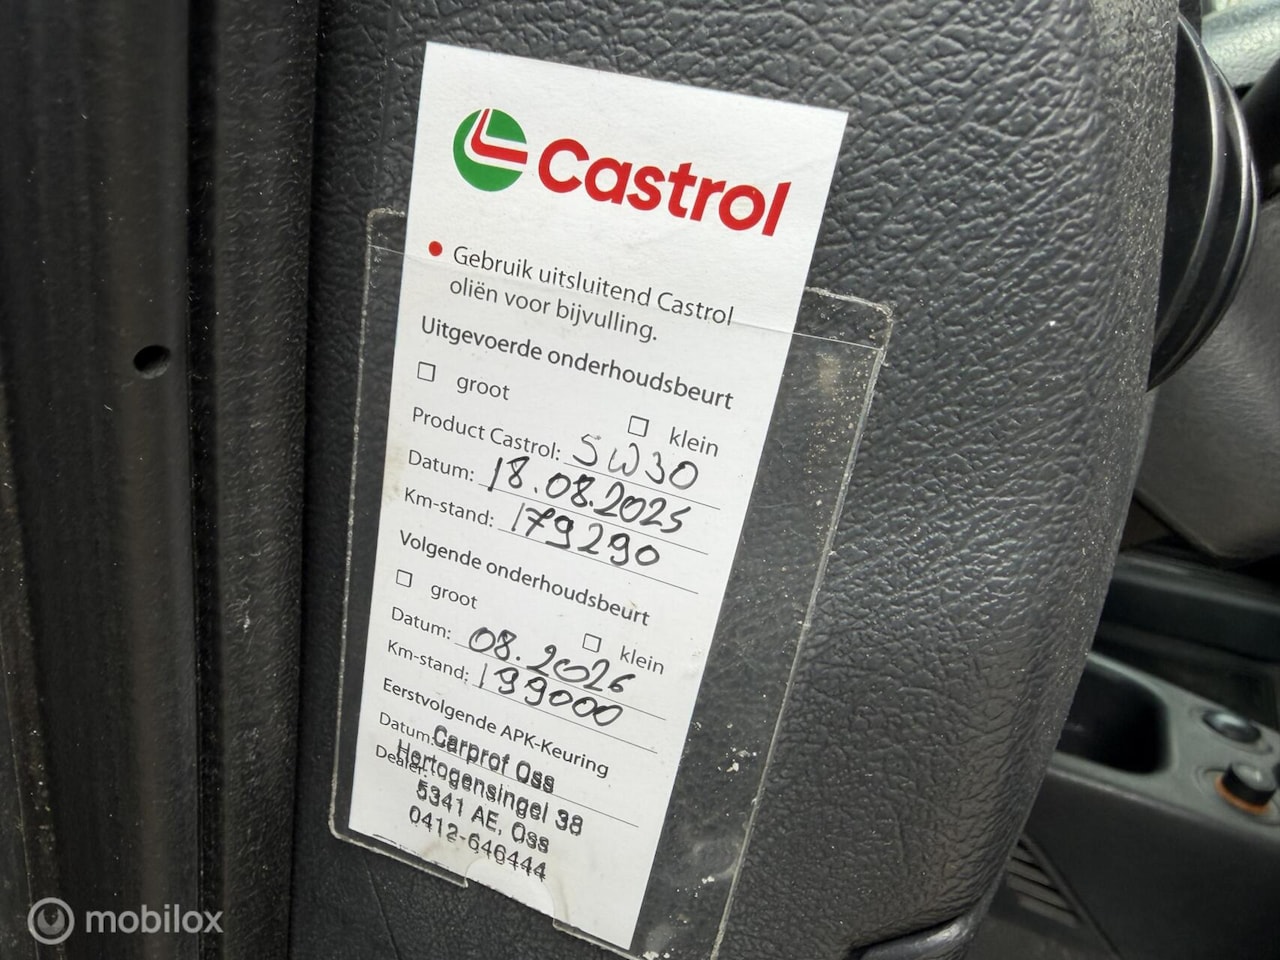 Castrol
Gebruik uitsluitend Castrol
oliën voor bijvulling.
Uitgevoerde onderhoudsbeurt
groot klein
Product Castrol: 5W30
Datum: 18.08.2025
Km-stand: 179290
Volgende onderhoudsbeurt
groot klein
Datum: 08.2026
Km-stand: 199000
Eerstvolgende APK-Keuring
Datum: Carprof Oss
Dealer: Hertogensingel 38
5341 AE, Oss
0412-646444
mobilox